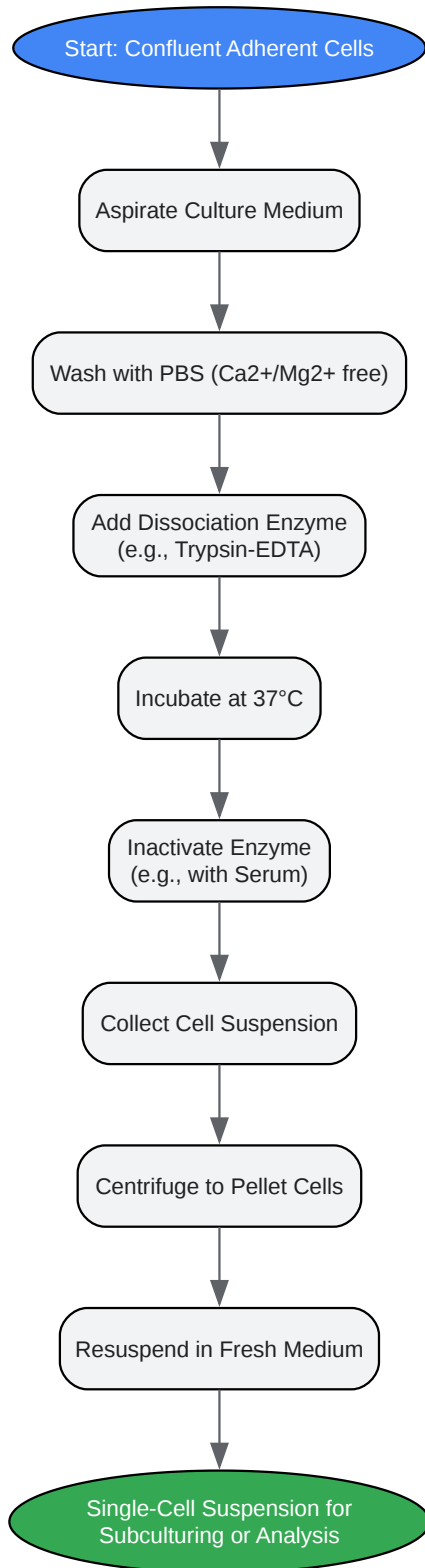 Start: Confluent Adherent Cells
Aspirate Culture Medium
Wash with PBS (Ca2+/Mg2+ free)
Add Dissociation Enzyme
(e.g., Trypsin-EDTA)
Incubate at 37°C
Inactivate Enzyme
(e.g., with Serum)
Collect Cell Suspension
Centrifuge to Pellet Cells
Resuspend in Fresh Medium
Single-Cell Suspension for
Subculturing or Analysis